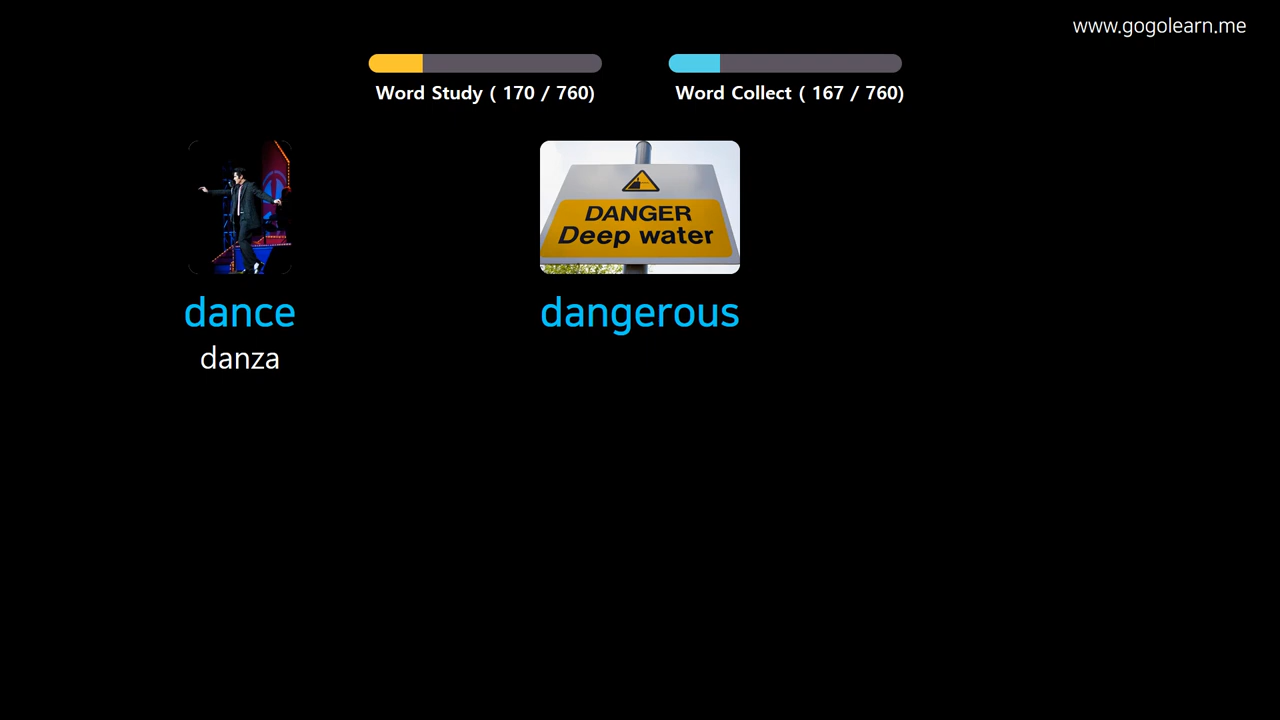 www.gogolearn.me
Word Study ( 170 / 760)
Word Collect ( 167 / 760)
DANGER
Deep water
dance
dangerous
danza